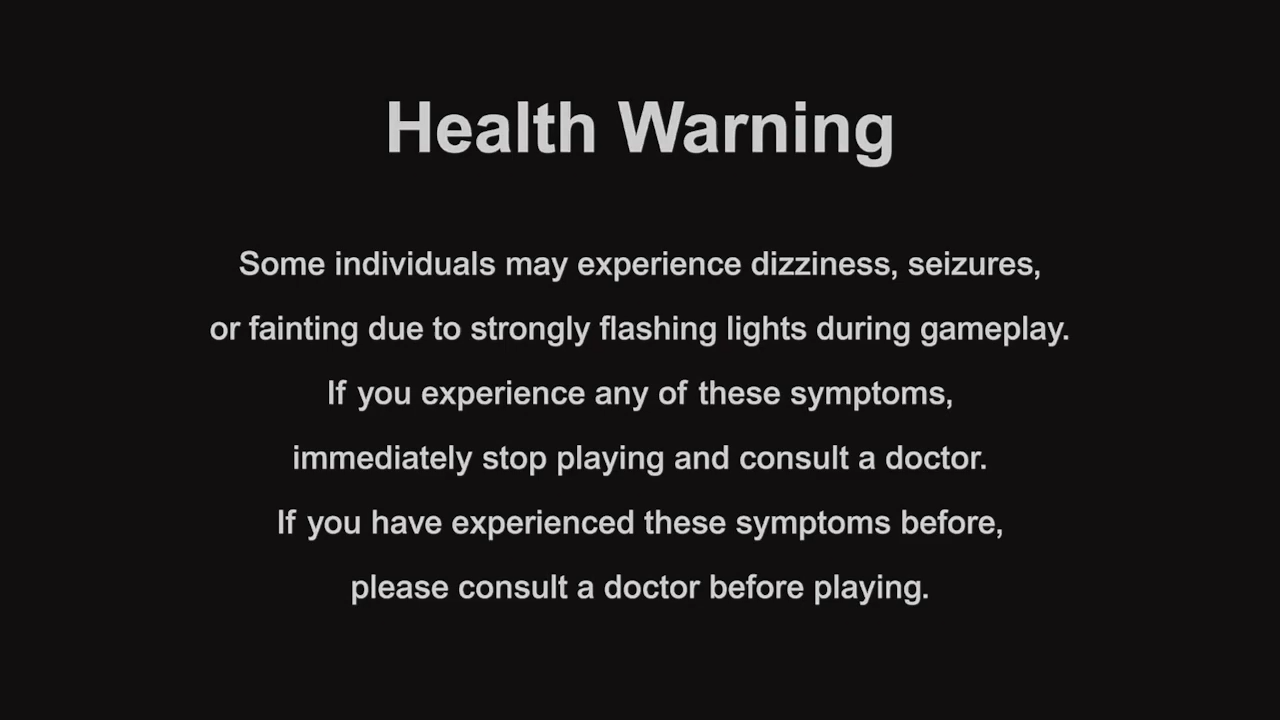 Health Warning
Some individuals may experience dizziness, seizures,
or fainting due to strongly flashing lights during gameplay.
If you experience any of these symptoms,
immediately stop playing and consult a doctor.
If you have experienced these symptoms before,
please consult a doctor before playing.